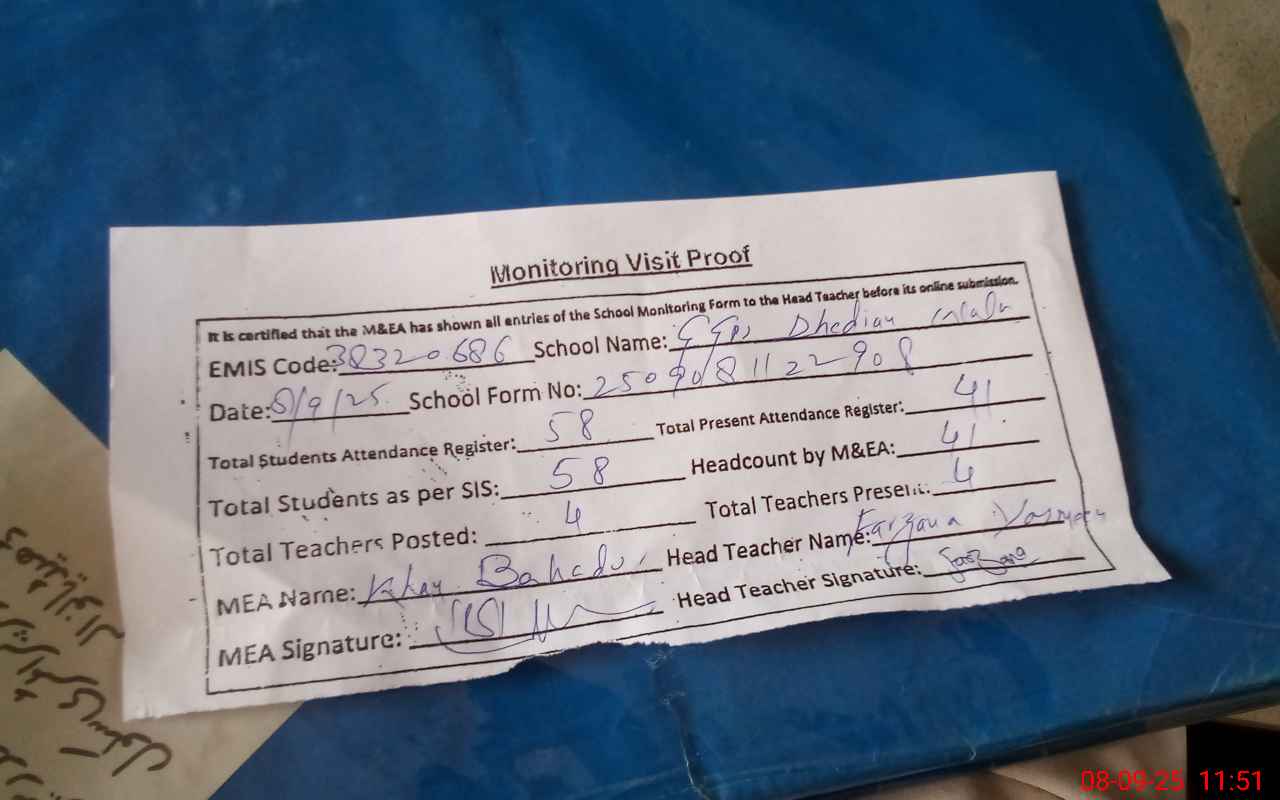 Monitoring Visit Proof
It is certified that the M&EA has shown all entries of the School Monitoring Form to the Head Teacher before its online submission.
EMIS Code: 38320686 School Name: GGPS Dhedian
Date: 8/9/25 School Form No: 250908112 2908
Total Students Attendance Register: 58 Total Present Attendance Register: 41
Total Students as per SIS: 58 Headcount by M&EA: 41
Total Teachers Posted: 4 Total Teachers Present: 4
MEA Name: Khan Bahadur Head Teacher Name: Farzana
MEA Signature: Head Teacher Signature: Farzana
08-09-25 11:51